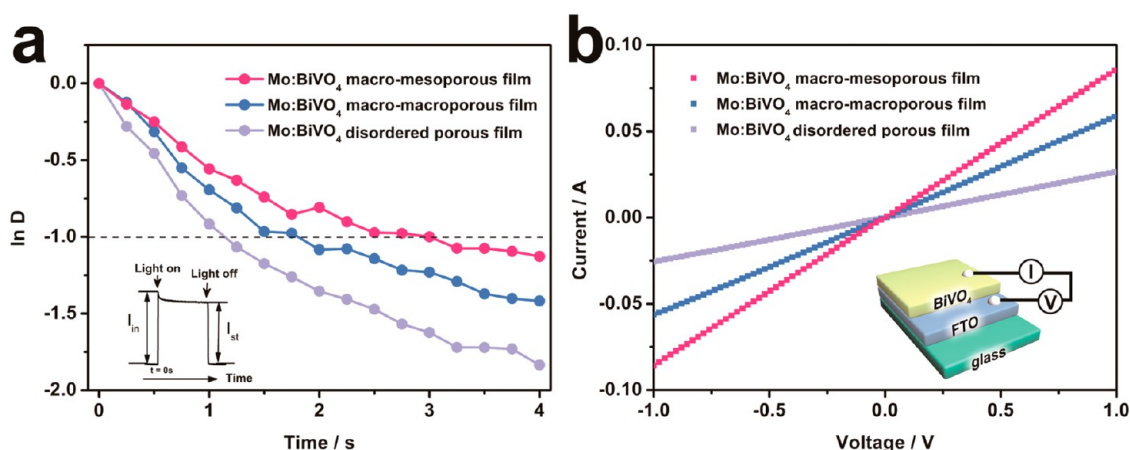 a
0.0
-0.5
-1.0
-1.5
-2.0
ln D
Mo:BiVO4 macro-mesoporous film
Mo:BiVO4 macro-macroporous film
Mo:BiVO4 disordered porous film
Light on
Light off
Iin
Ist
t = 0s
Time
0
1
2
3
4
Time / s
b
0.10
0.05
0.00
-0.05
-0.10
Current / A
Mo:BiVO4 macro-mesoporous film
Mo:BiVO4 macro-macroporous film
Mo:BiVO4 disordered porous film
I
V
BiVO4
FTO
glass
-1.0
-0.5
0.0
0.5
1.0
Voltage / V